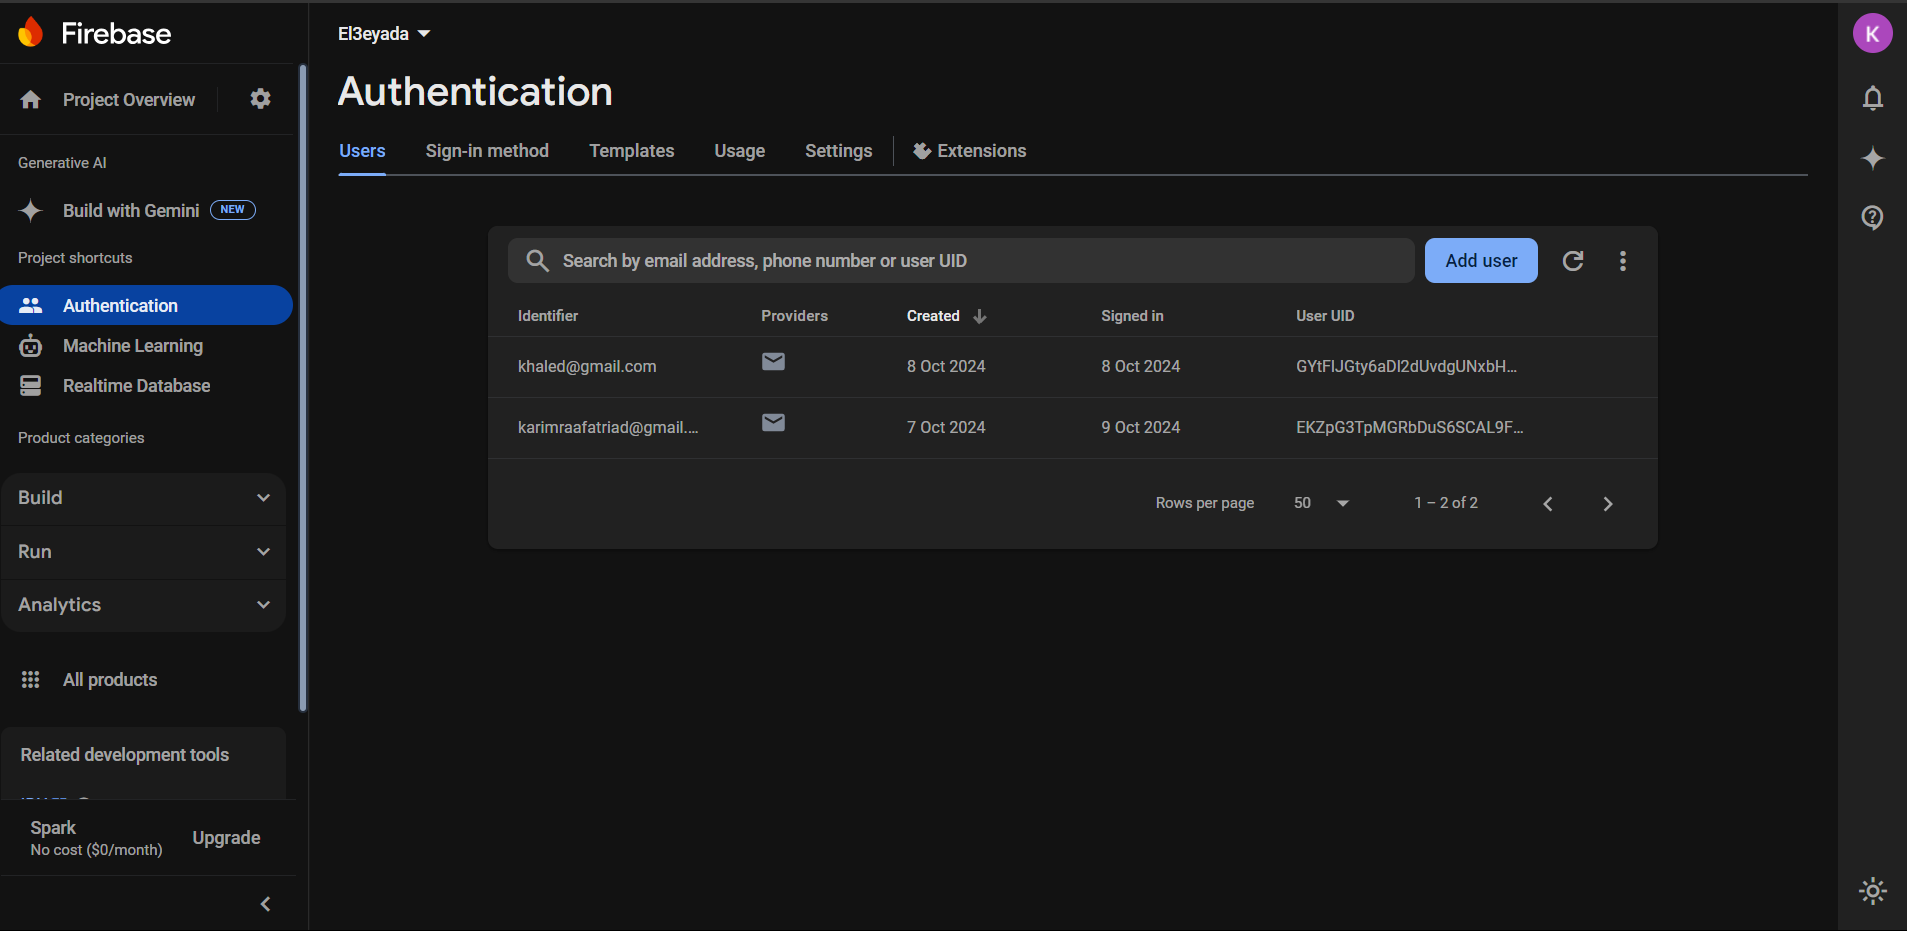 Firebase
Project Overview
Generative AI
Build with Gemini NEW
Project shortcuts
Authentication
Machine Learning
Realtime Database
Product categories
Build
Run
Analytics
All products
Related development tools
Spark
No cost ($0/month)
Upgrade
El3eyada
Authentication
Users Sign-in method Templates Usage Settings Extensions
Search by email address, phone number or user UID
Add user
Identifier Providers Created Signed in User UID
khaled@gmail.com 8 Oct 2024 8 Oct 2024 GYtFlJGty6aDl2dUvdgUNxbH...
karimraafatriad@gmail.... 7 Oct 2024 9 Oct 2024 EKZpG3TpMGRbDuS6SCAL9F...
Rows per page 50 1 – 2 of 2
K